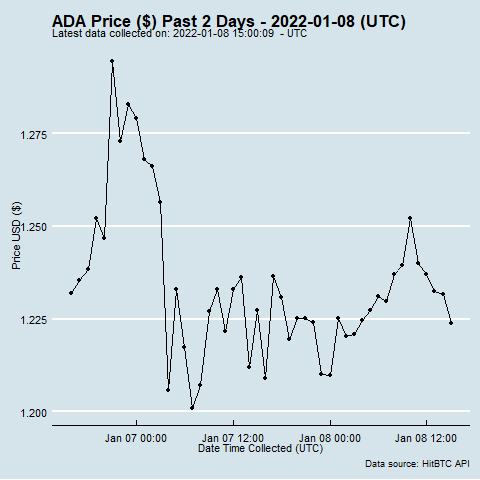 ADA Price ($) Past 2 Days - 2022-01-08 (UTC)
Latest data collected on: 2022-01-08 15:00:09  - UTC
1.275
1.250
1.225
1.200
Price USD ($)
Jan 07 00:00
Jan 07 12:00
Jan 08 00:00
Jan 08 12:00
Date Time Collected (UTC)
Data source: HitBTC API